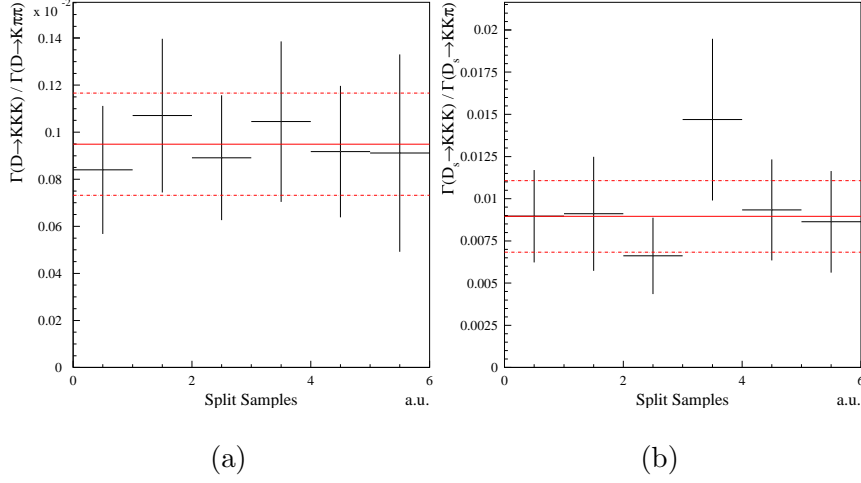 x 10 -2
Γ(D→KKK) / Γ(D→Kππ)
0.14
0.12
0.1
0.08
0.06
0.04
0.02
0
0 2 4 6
Split Samples a.u.
(a)
Γ(Ds→KKK) / Γ(Ds→KKπ)
0.02
0.0175
0.015
0.0125
0.01
0.0075
0.005
0.0025
0
0 2 4 6
Split Samples a.u.
(b)